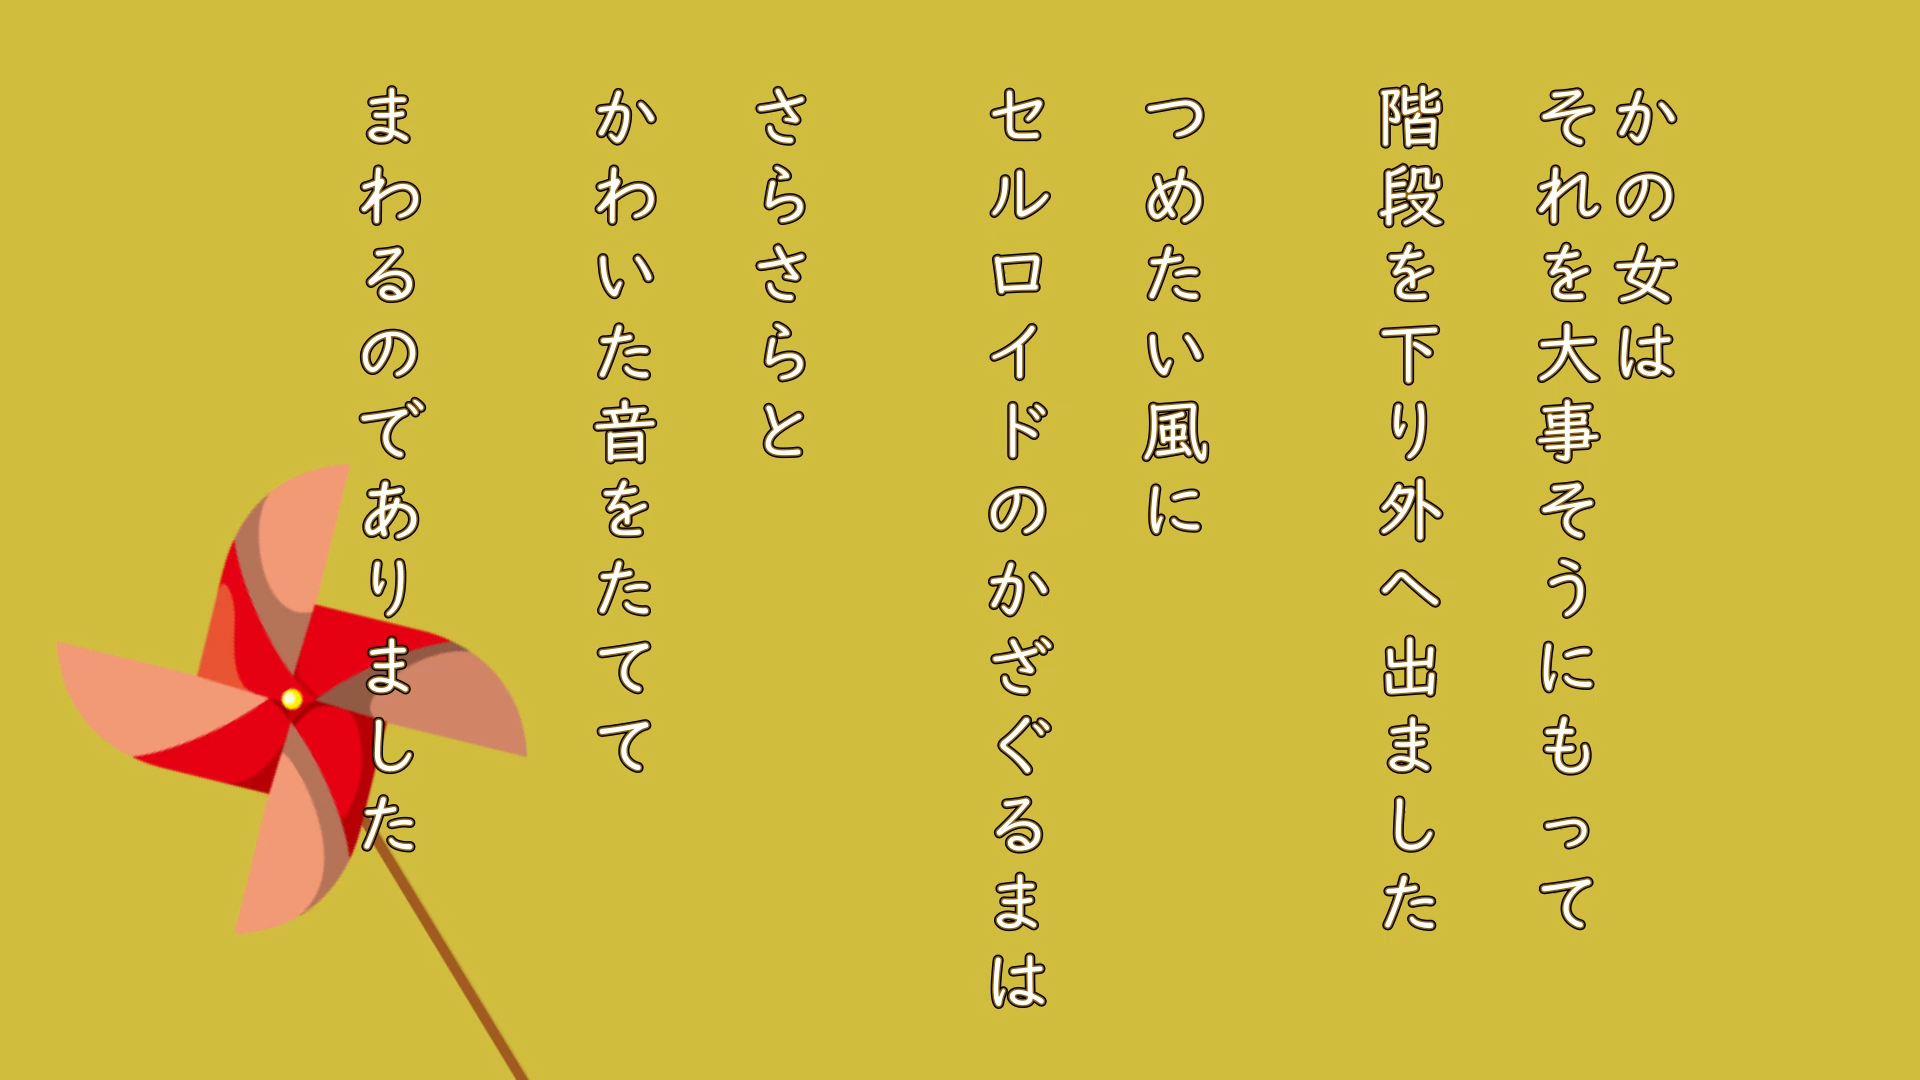 かの女は
それを大事そうにもって
階段を下り外へ出ました
つめたい風に
セルロイドのかざぐるまは
さらさらと
かわいた音をたてて
まわるのでありました